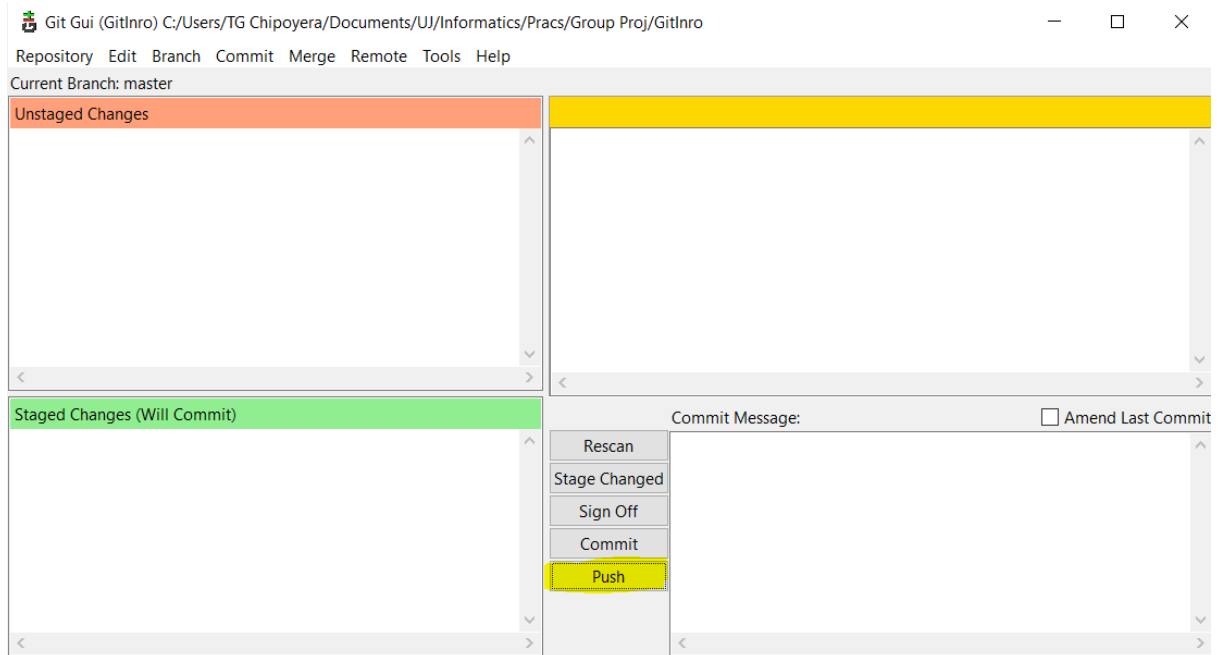 Git Gui (GitInro) C:/Users/TG Chipoyera/Documents/UJ/Informatics/Pracs/Group Proj/GitInro
Repository Edit Branch Commit Merge Remote Tools Help
Current Branch: master
Unstaged Changes
Staged Changes (Will Commit)
Commit Message:
Amend Last Commit
Rescan
Stage Changed
Sign Off
Commit
Push